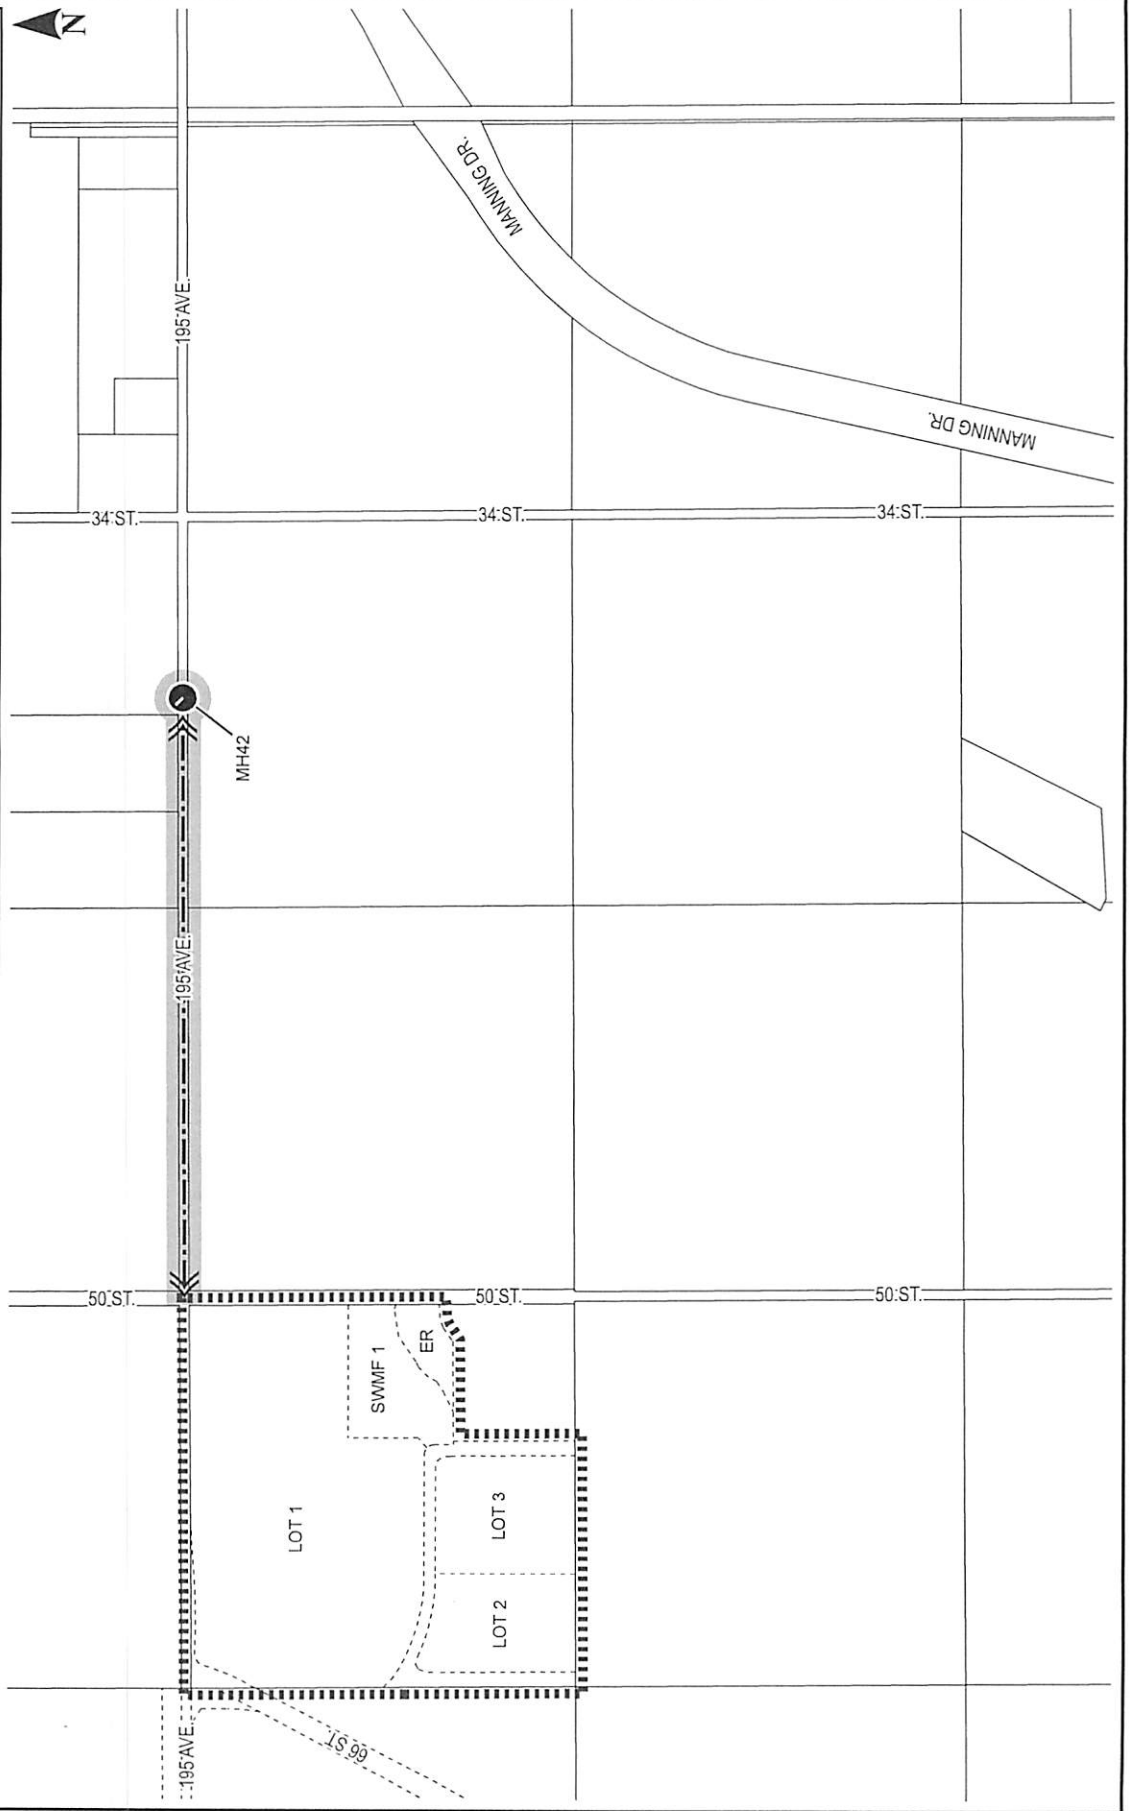 N
195 AVE.
MANNING DR.
MANNING DR.
34 ST.
34 ST.
34 ST.
MH42
195 AVE.
50 ST.
50 ST.
50 ST.
SWMF 1
ER
LOT 1
LOT 3
LOT 2
195 AVE.
66 ST.